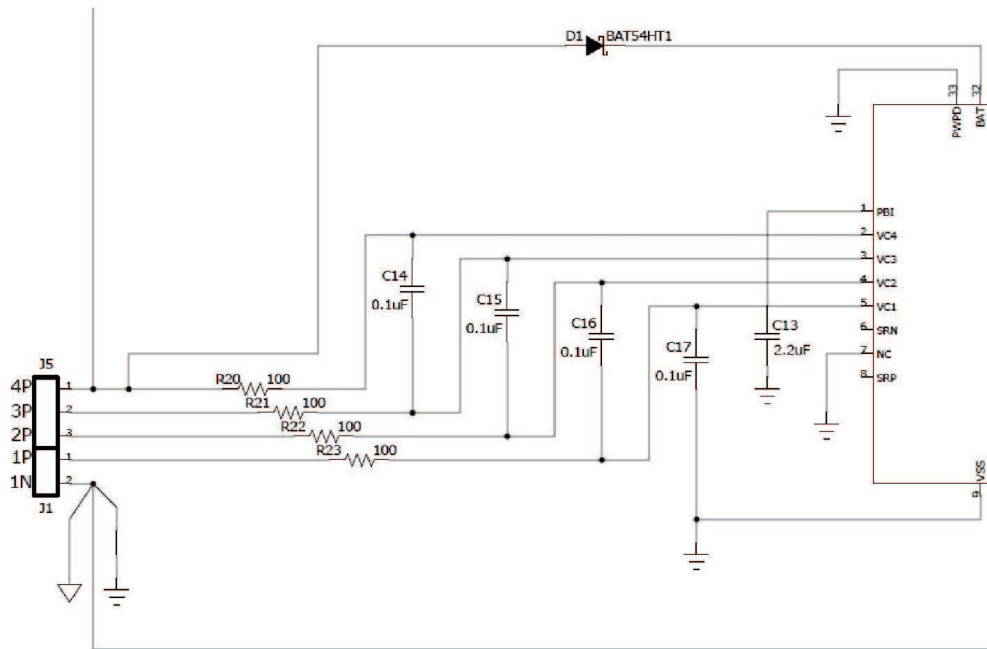 D1 BAT54HT1
33
32
PWPD
BAT
1 PBI
2 VC4
3 VC3
C14
0.1uF
4 VC2
C15
0.1uF
5 VC1
C16
0.1uF
6 SRN
C13
2.2uF
C17
0.1uF
7 NC
8 SRP
J5
4P 1
R20 100
3P 2
R21 100
2P 3
R22 100
1P 1
R23 100
1N 2
J1
VSS
9